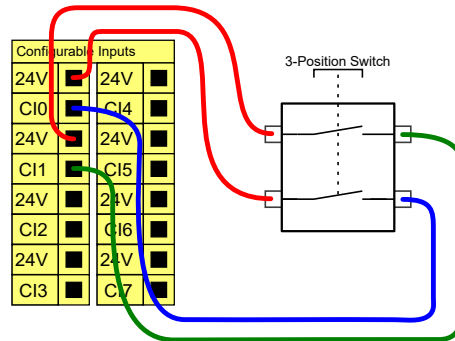 Configurable Inputs
3-Position Switch
24V 24V
CI0 CI4
24V 24V
CI1 CI5
24V 24V
CI2 CI6
24V 24V
CI3 CI7